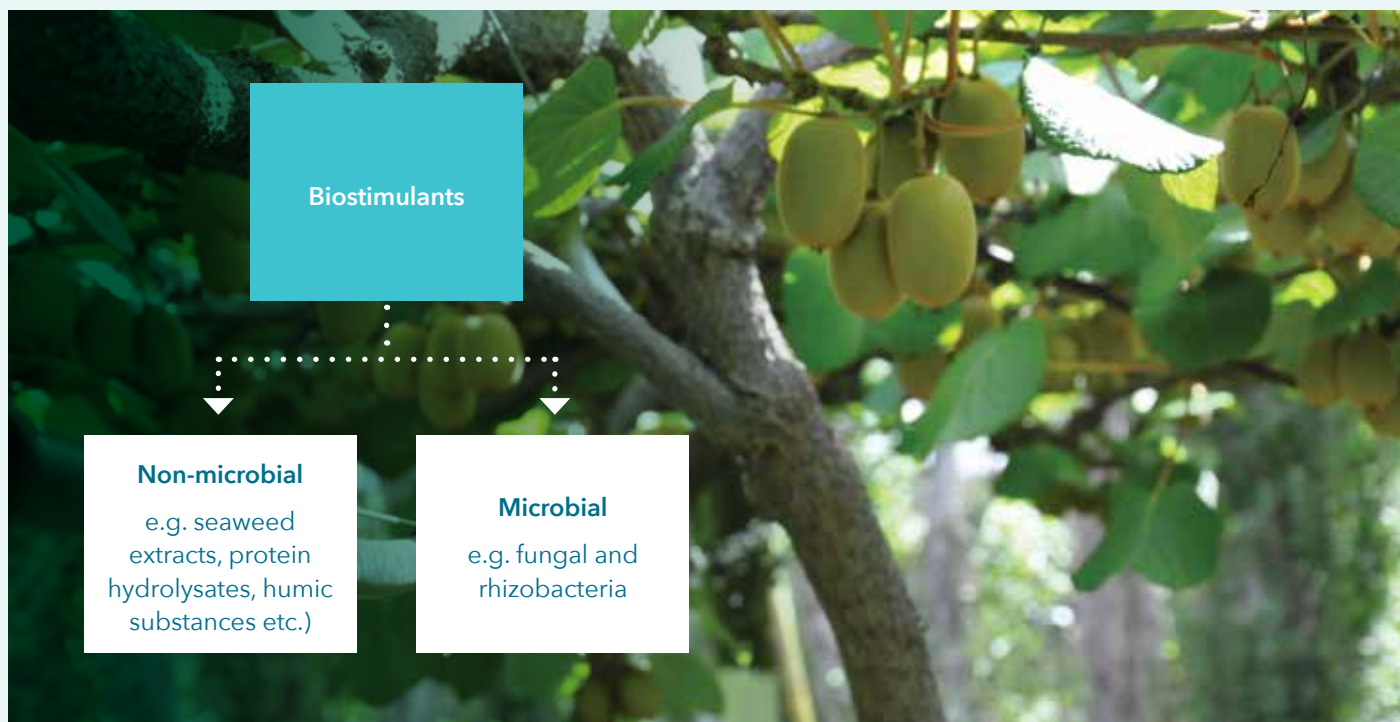 Biostimulants
Non-microbial
e.g. seaweed
extracts, protein
hydrolysates, humic
substances etc.)
Microbial
e.g. fungal and
rhizobacteria